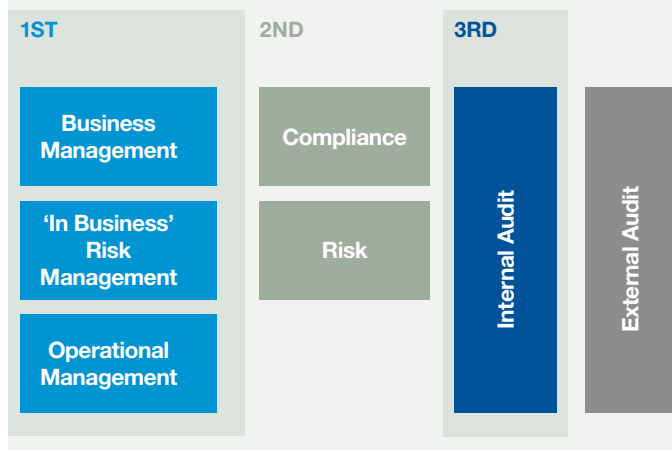 1ST
2ND
3RD
Business
Management
‘In Business’
Risk
Management
Operational
Management
Compliance
Risk
Internal Audit
External Audit